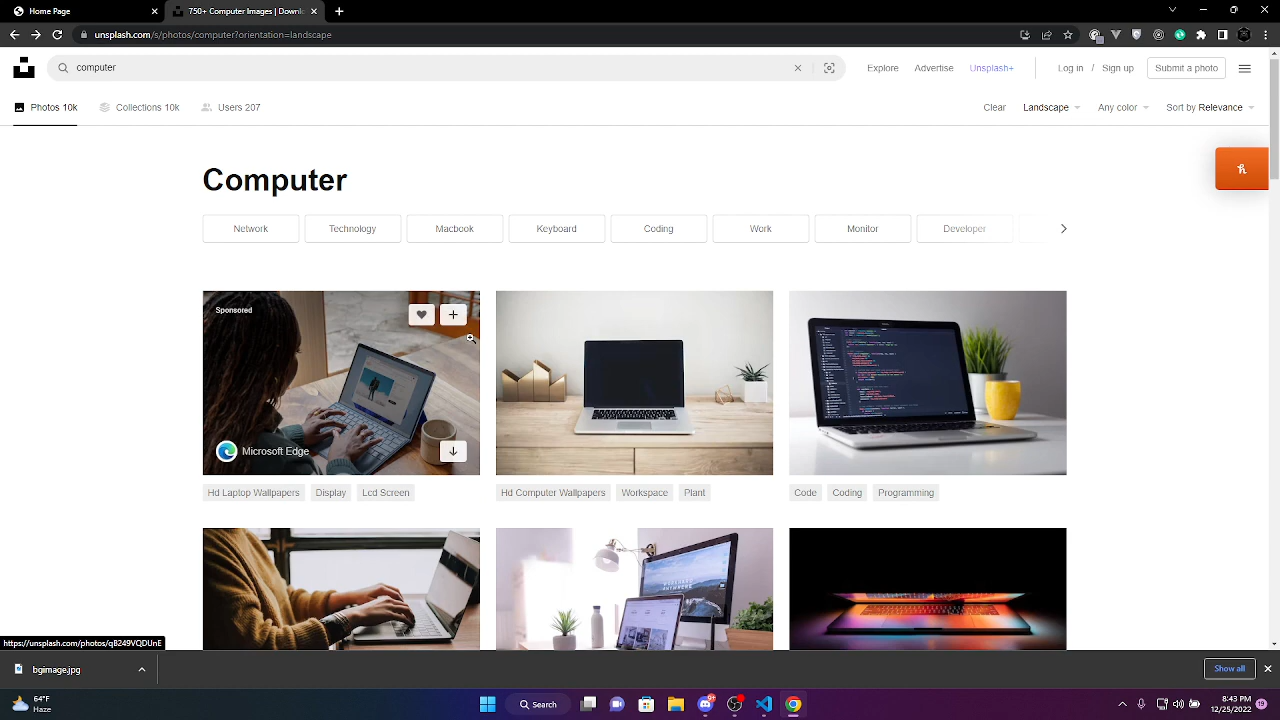 Home Page
750+ Computer Images | Downl
unsplash.com/s/photos/computer?orientation=landscape
computer
Explore
Advertise
Unsplash+
Log in / Sign up
Submit a photo
Photos 10k
Collections 10k
Users 207
Clear
Landscape
Any color
Sort by Relevance
Computer
Network
Technology
Macbook
Keyboard
Coding
Work
Monitor
Developer
Sponsored
Microsoft Edge
Hd Laptop Wallpapers
Display
Lcd Screen
Hd Computer Wallpapers
Workspace
Plant
Code
Coding
Programming
https://unsplash.com/photos/qB249VQDUnE
bgimage.jpg
Show all
64°F
Haze
Search
8:43 PM
12/25/2022